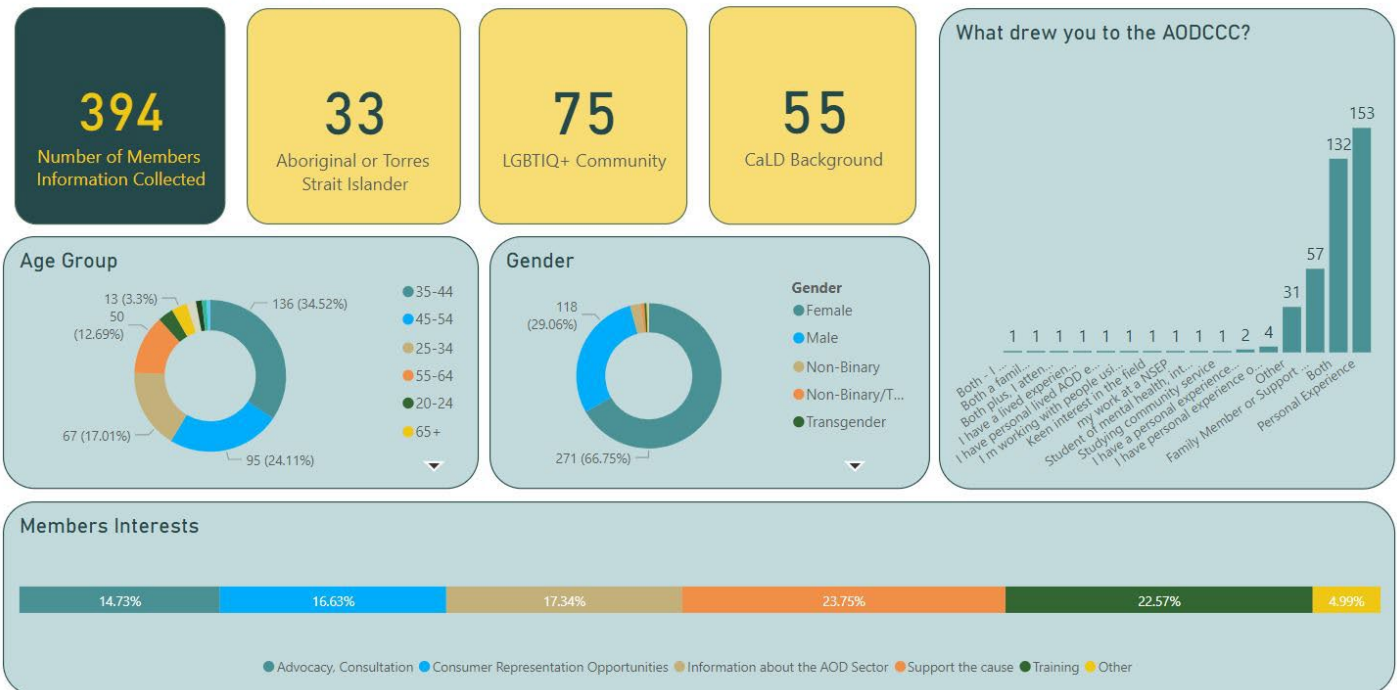 394
Number of Members
Information Collected
33
Aboriginal or Torres
Strait Islander
75
LGBTIQ+ Community
55
CaLD Background
What drew you to the AODCCC?
1
1
1
1
1
1
1
1
1
1
2
4
31
57
132
153
Both - I ...
Both a famil...
Both plus, I atten...
I have a lived experien...
I have personal lived AOD e...
I m working with people usi...
Keen interest in the field
my work at a NSEP
Student of mental health, int...
Studying community service
I have a personal experience...
I have personal experience o...
Other
Family Member or Support ...
Both
Personal Experience
Age Group
13 (3.3%)
50
(12.69%)
67 (17.01%)
136 (34.52%)
95 (24.11%)
35-44
45-54
25-34
55-64
20-24
65+
Gender
118
(29.06%)
271 (66.75%)
Gender
Female
Male
Non-Binary
Non-Binary/T...
Transgender
Members Interests
14.73% 16.63% 17.34% 23.75% 22.57% 4.99%
Advocacy, Consultation Consumer Representation Opportunities Information about the AOD Sector Support the cause Training Other